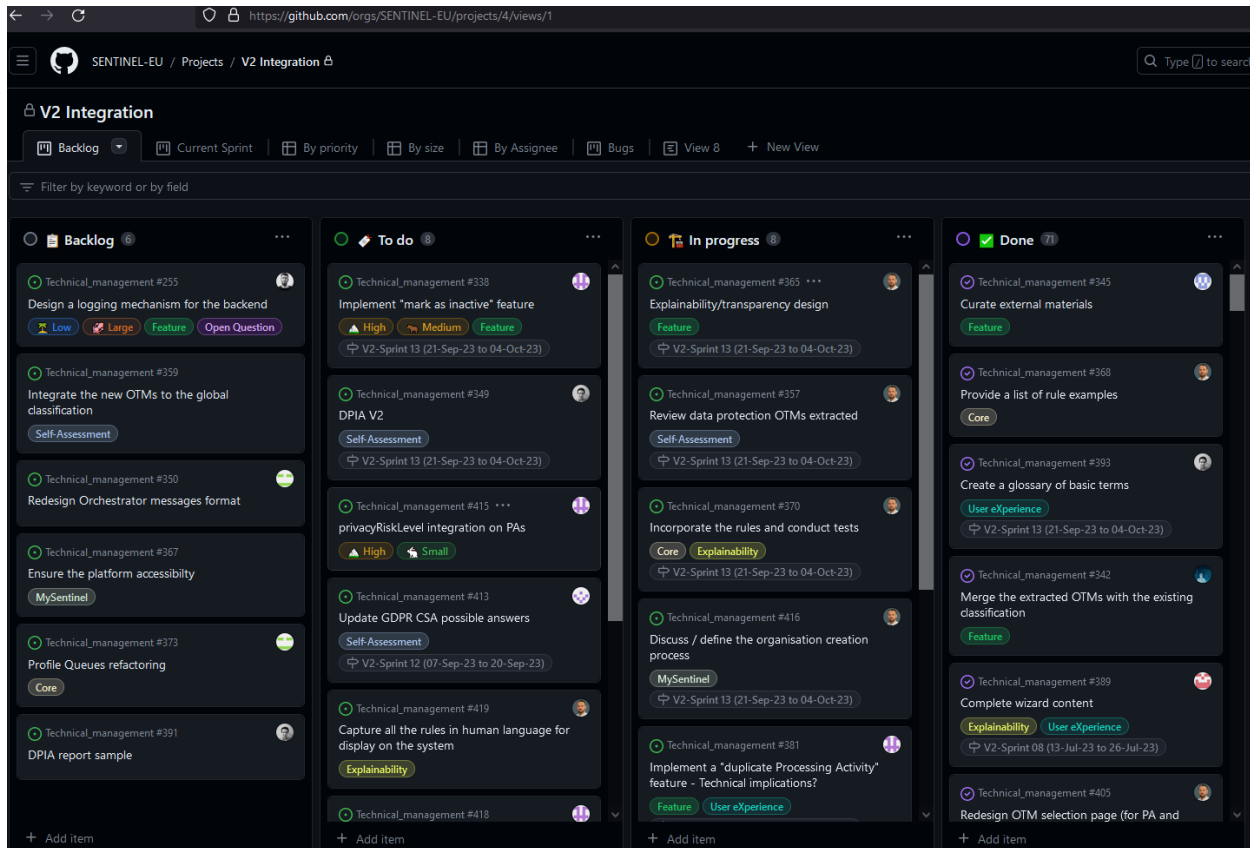 https://github.com/orgs/SENTINEL-EU/projects/4/views/1
SENTINEL-EU / Projects / V2 Integration
Type / to search
V2 Integration
Backlog
Current Sprint
By priority
By size
By Assignee
Bugs
View 8
+ New View
Filter by keyword or by field
Backlog 6
Technical_management #255
Design a logging mechanism for the backend
Low Large Feature Open Question
Technical_management #359
Integrate the new OTMs to the global
classification
Self-Assessment
Technical_management #350
Redesign Orchestrator messages format
Technical_management #367
Ensure the platform accessibilty
MySentinel
Technical_management #373
Profile Queues refactoring
Core
Technical_management #391
DPIA report sample
+ Add item
To do 8
Technical_management #338
Implement "mark as inactive" feature
High Medium Feature
V2-Sprint 13 (21-Sep-23 to 04-Oct-23)
Technical_management #349
DPIA V2
Self-Assessment
V2-Sprint 13 (21-Sep-23 to 04-Oct-23)
Technical_management #415 ...
privacyRiskLevel integration on PAs
High Small
Technical_management #413
Update GDPR CSA possible answers
Self-Assessment
V2-Sprint 12 (07-Sep-23 to 20-Sep-23)
Technical_management #419
Capture all the rules in human language for
display on the system
Explainability
Technical_management #418
+ Add item
In progress 8
Technical_management #365 ...
Explainability/transparency design
Feature
V2-Sprint 13 (21-Sep-23 to 04-Oct-23)
Technical_management #357
Review data protection OTMs extracted
Self-Assessment
V2-Sprint 13 (21-Sep-23 to 04-Oct-23)
Technical_management #370
Incorporate the rules and conduct tests
Core Explainability
V2-Sprint 13 (21-Sep-23 to 04-Oct-23)
Technical_management #416
Discuss / define the organisation creation
process
MySentinel
V2-Sprint 13 (21-Sep-23 to 04-Oct-23)
Technical_management #381
Implement a "duplicate Processing Activity"
feature - Technical implications?
Feature User eXperience
+ Add item
Done 71
Technical_management #345
Curate external materials
Feature
Technical_management #368
Provide a list of rule examples
Core
Technical_management #393
Create a glossary of basic terms
User eXperience
V2-Sprint 13 (21-Sep-23 to 04-Oct-23)
Technical_management #342
Merge the extracted OTMs with the existing
classification
Feature
Technical_management #389
Complete wizard content
Explainability User eXperience
V2-Sprint 08 (13-Jul-23 to 26-Jul-23)
Technical_management #405
Redesign OTM selection page (for PA and
+ Add item